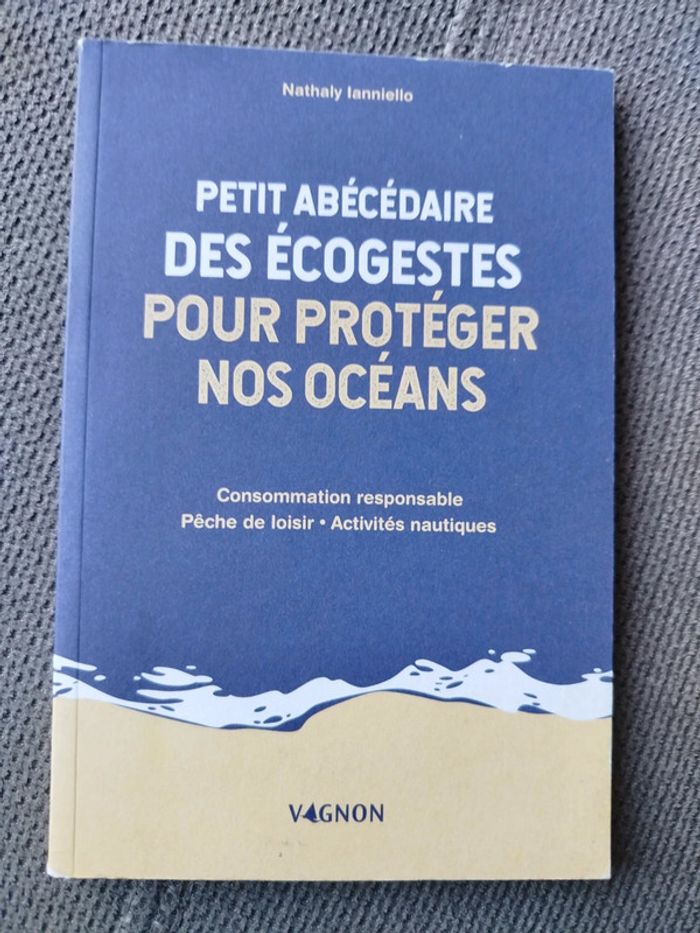 Nathaly Ianniello
PETIT ABÉCÉDAIRE
DES ÉCOGESTES
POUR PROTÉGER
NOS OCÉANS
Consommation responsable
Pêche de loisir • Activités nautiques
VAGNON